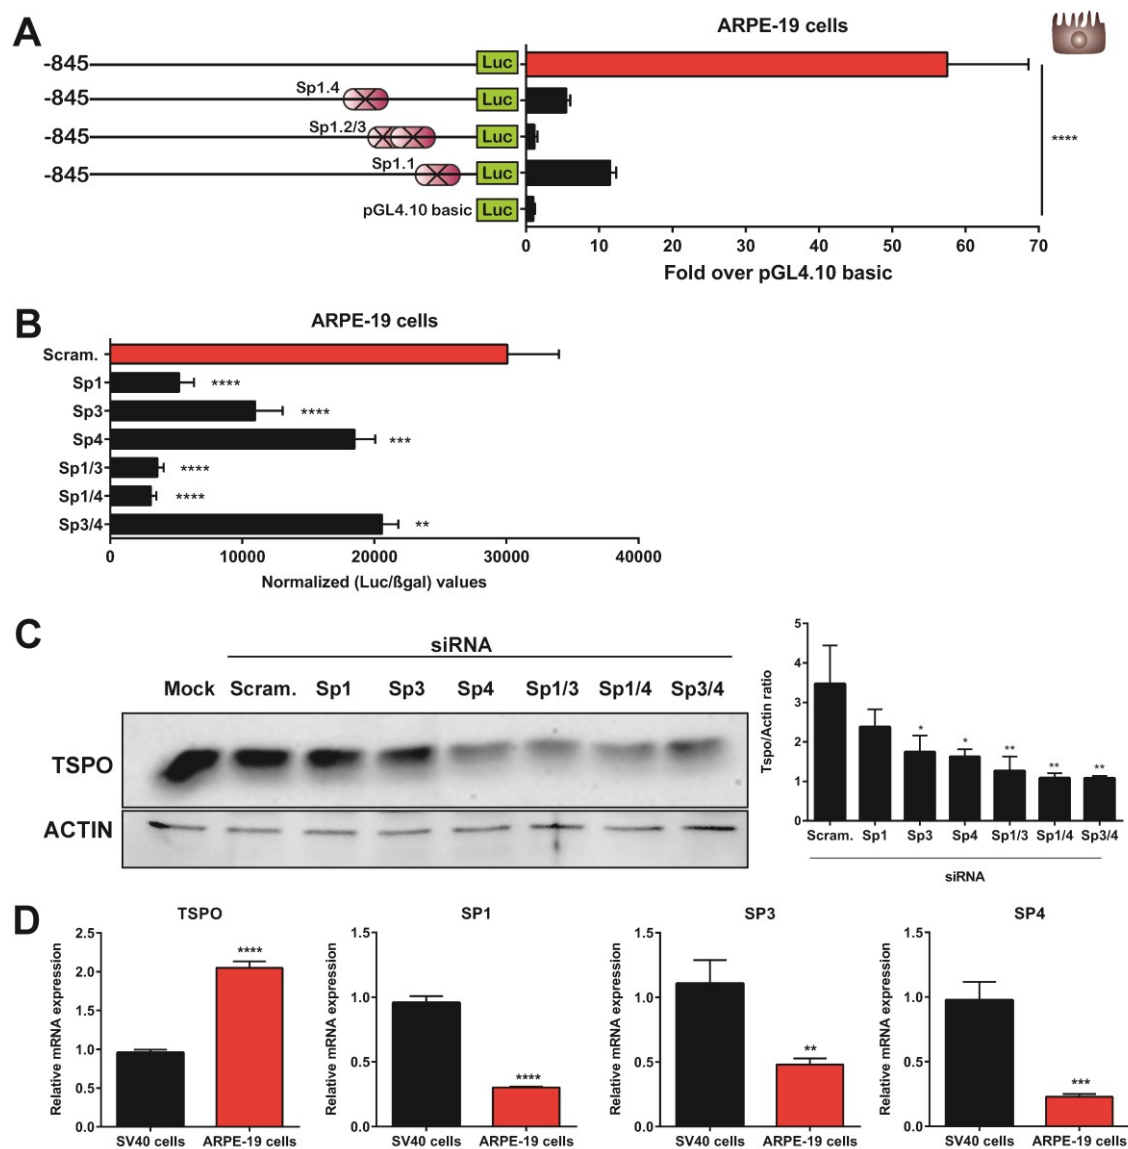 A
ARPE-19 cells
-845 Luc
Sp1.4
-845 Luc
Sp1.2/3
-845 Luc
Sp1.1
-845 Luc
pGL4.10 basic Luc
****
0 10 20 30 40 50 60 70
Fold over pGL4.10 basic
B
ARPE-19 cells
Scram.
Sp1 ****
Sp3 ****
Sp4 ***
Sp1/3 ****
Sp1/4 ****
Sp3/4 **
0 10000 20000 30000 40000
Normalized (Luc/ßgal) values
C
siRNA
Mock Scram. Sp1 Sp3 Sp4 Sp1/3 Sp1/4 Sp3/4
TSPO
ACTIN
Tspo/Actin ratio
5
4
3
2
1
0
* * ** ** **
Scram. Sp1 Sp3 Sp4 Sp1/3 Sp1/4 Sp3/4
siRNA
D
TSPO
Relative mRNA expression
2.5
2.0
1.5
1.0
0.5
0.0
****
SV40 cells ARPE-19 cells
SP1
Relative mRNA expression
1.5
1.0
0.5
0.0
****
SV40 cells ARPE-19 cells
SP3
Relative mRNA expression
1.5
1.0
0.5
0.0
**
SV40 cells ARPE-19 cells
SP4
Relative mRNA expression
1.5
1.0
0.5
0.0
***
SV40 cells ARPE-19 cells